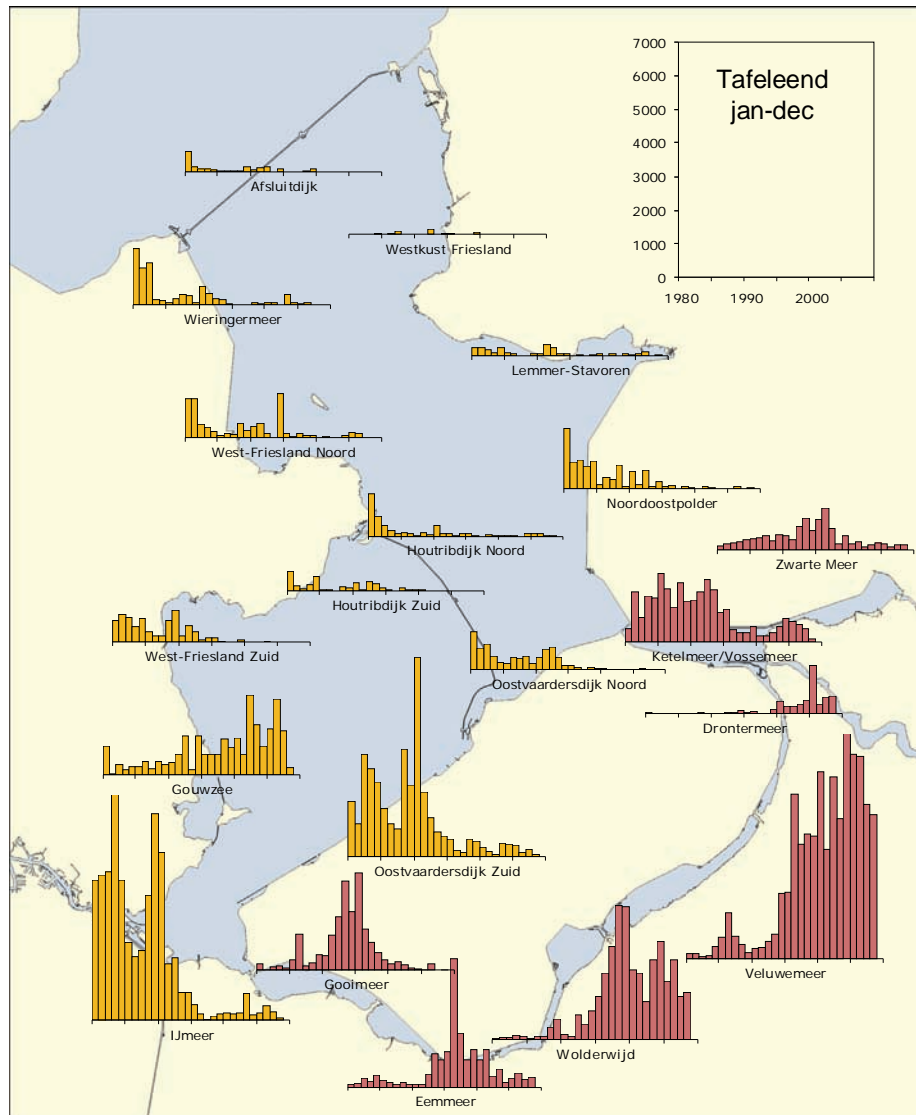 7000
6000
5000
4000
3000
2000
1000
0
Tafeleend
jan-dec
1980 1990 2000
Afsluitdijk
Westkust Friesland
Wieringermeer
Lemmer-Stavoren
West-Friesland Noord
Noordoostpolder
Houtribdijk Noord
Zwarte Meer
Houtribdijk Zuid
West-Friesland Zuid
Ketelmeer/Vossemeer
Oostvaardersdijk Noord
Drontermeer
Gouwzee
Oostvaardersdijk Zuid
Veluwemeer
Gooimeer
IJmeer
Wolderwijd
Eemmeer